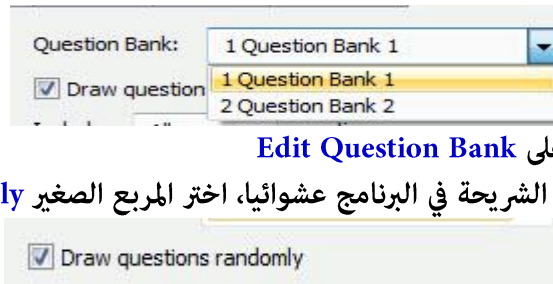 Question Bank: 1 Question Bank 1
Draw question 1 Question Bank 1
2 Question Bank 2
Edit Question Bank
الشريحة في البرنامج عشوائيا، اختر المربع الصغير ly
Draw questions randomly